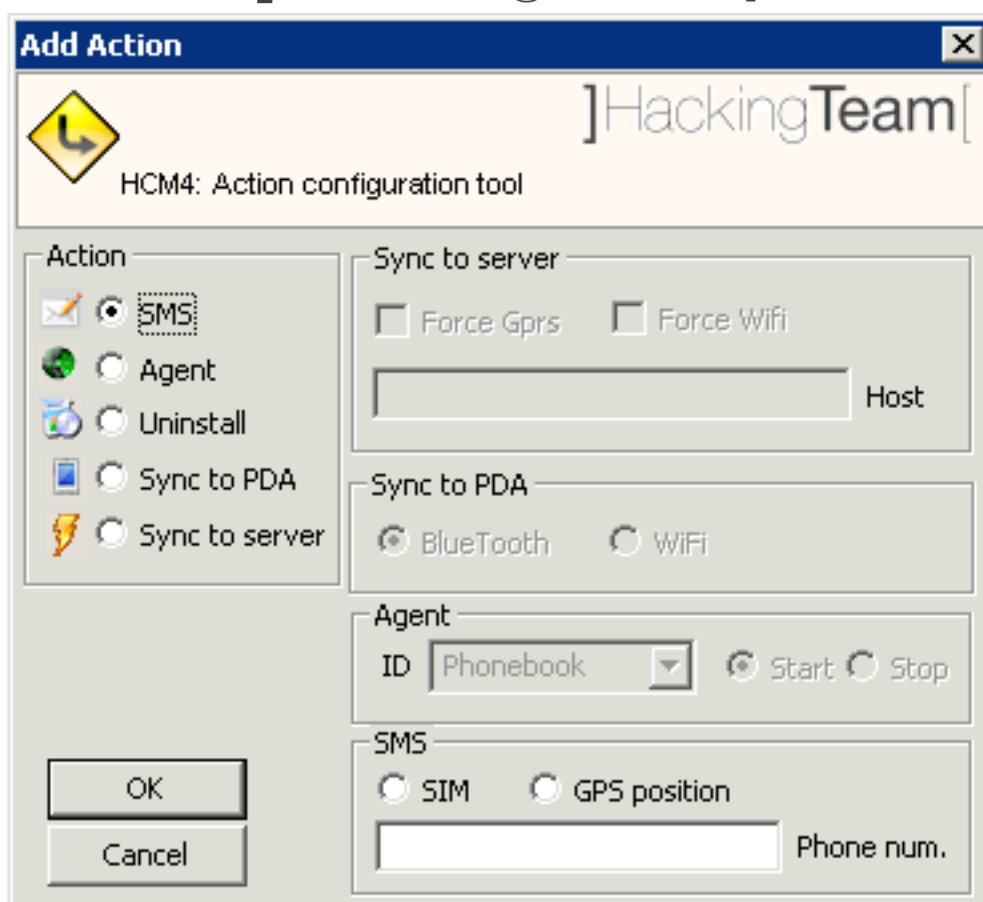 Add Action
]HackingTeam[
HCM4: Action configuration tool
Action
SMS
Agent
Uninstall
Sync to PDA
Sync to server
Sync to server
Force Gprs Force Wifi
Host
Sync to PDA
BlueTooth WiFi
Agent
ID Phonebook Start Stop
SMS
SIM GPS position
Phone num.
OK
Cancel